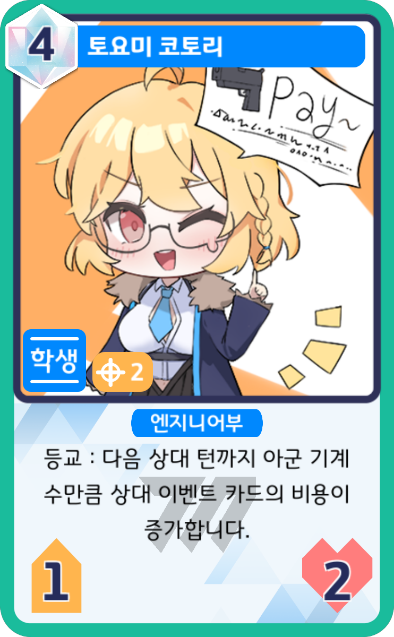 4
토요미 코토리
Pay~
학생
2
엔지니어부
등교 : 다음 상대 턴까지 아군 기계
수만큼 상대 이벤트 카드의 비용이
증가합니다.
1
2